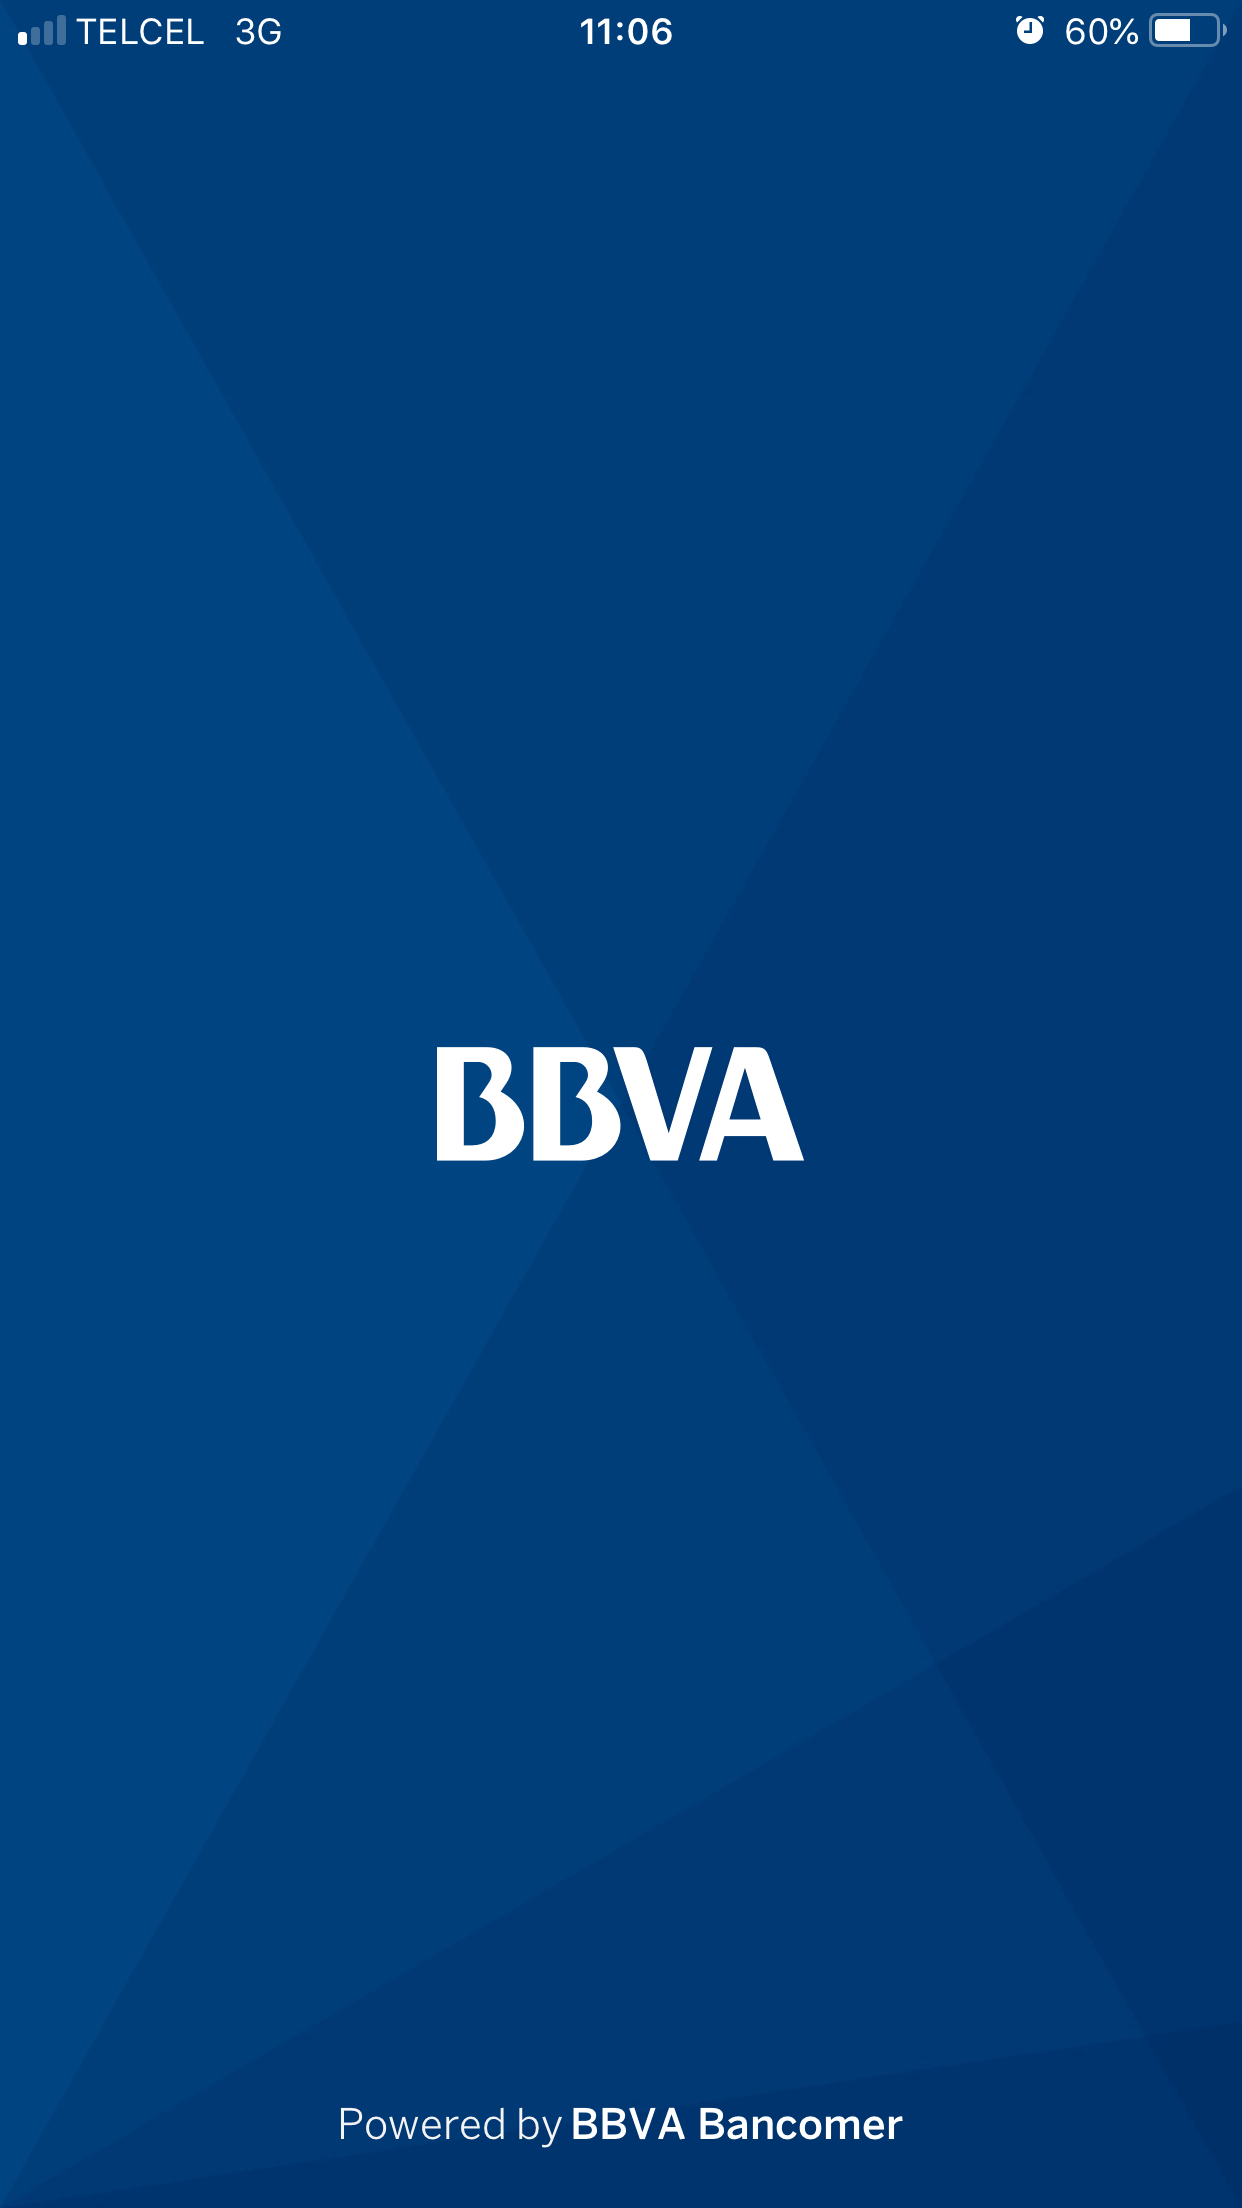 TELCEL 3G 11:06 60%
BBVA
Powered by BBVA Bancomer